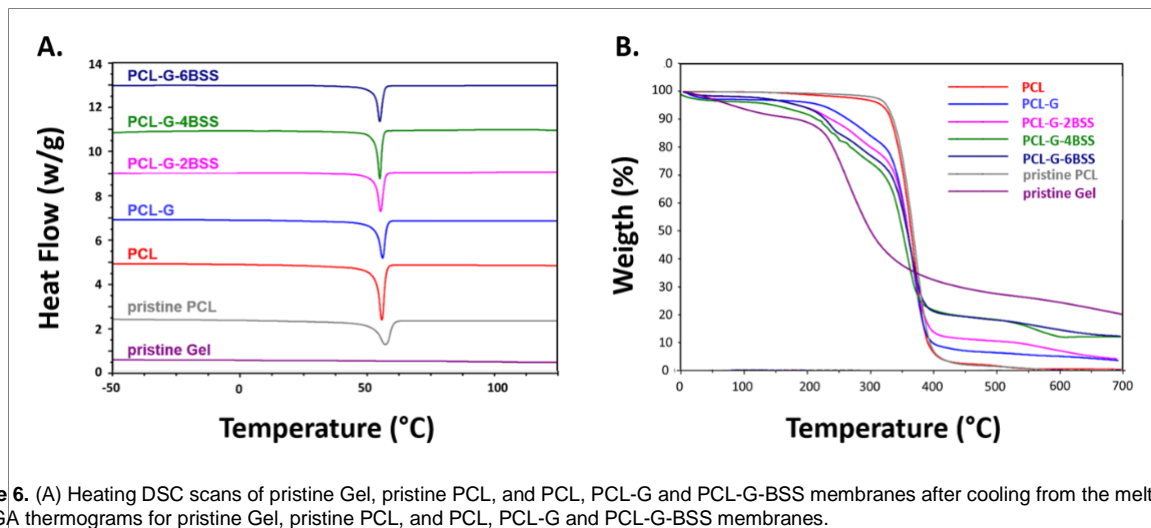 A.
14
12
10
8
6
4
2
0
Heat Flow (w/g)
PCL-G-6BSS
PCL-G-4BSS
PCL-G-2BSS
PCL-G
PCL
pristine PCL
pristine Gel
-50 0 50 100
Temperature (°C)
B.
.0
100
90
80
70
60
50
40
30
20
10
0
Weigth (%)
PCL
PCL-G
PCL-G-2BSS
PCL-G-4BSS
PCL-G-6BSS
pristine PCL
pristine Gel
0 100 200 300 400 500 600 700
Temperature (°C)
e 6. (A) Heating DSC scans of pristine Gel, pristine PCL, and PCL, PCL-G and PCL-G-BSS membranes after cooling from the melt
GA thermograms for pristine Gel, pristine PCL, and PCL, PCL-G and PCL-G-BSS membranes.